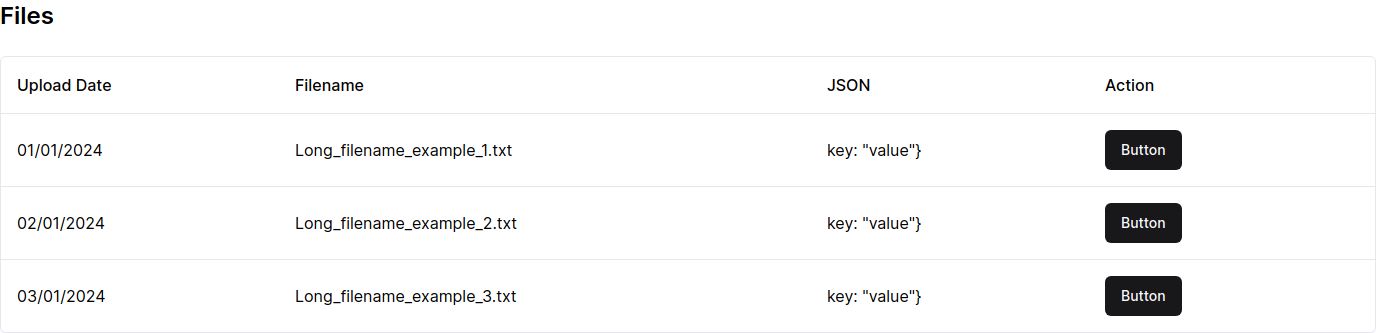 Files
Upload Date Filename JSON Action
01/01/2024 Long_filename_example_1.txt key: "value"} Button
02/01/2024 Long_filename_example_2.txt key: "value"} Button
03/01/2024 Long_filename_example_3.txt key: "value"} Button